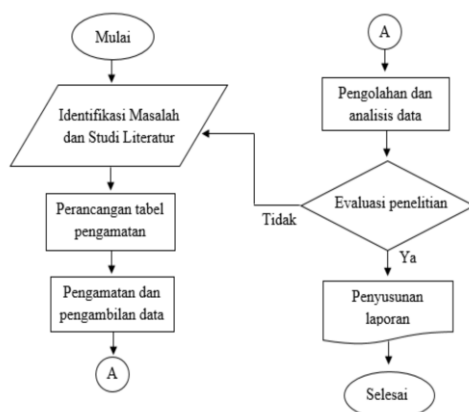 Mulai
Identifikasi Masalah
dan Studi Literatur
Perancangan tabel
pengamatan
Pengamatan dan
pengambilan data
A
A
Pengolahan dan
analisis data
Evaluasi penelitian
Tidak
Ya
Penyusunan
laporan
Selesai